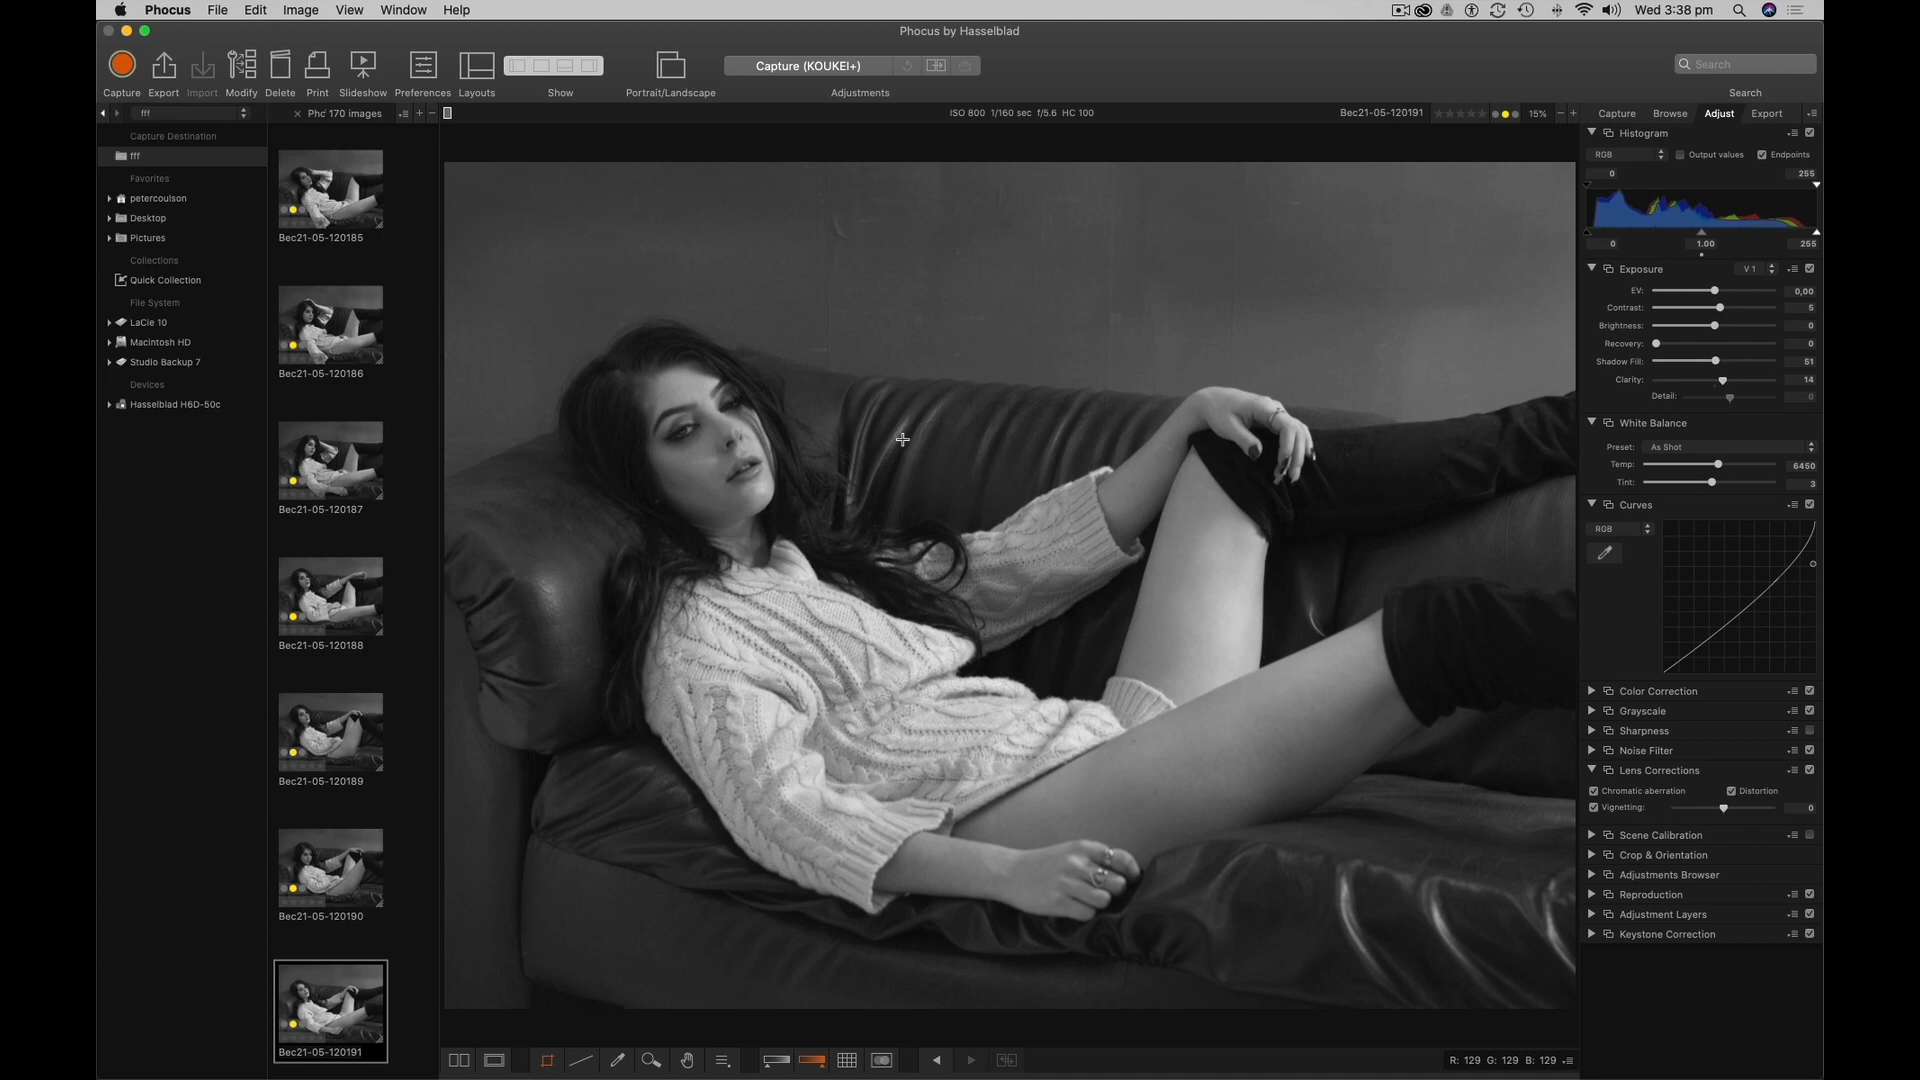 Phocus File Edit Image View Window Help Wed 3:38 pm
Phocus by Hasselblad
Capture Export Import Modify Delete Print Slideshow Preferences Layouts Show Portrait/Landscape Capture (KOUKEI+) Adjustments Search Search
fff Pho 170 images ISO 800 1/160 sec f/5.6 HC 100 Bec21-05-120191 15% Capture Browse Adjust Export
Capture Destination
fff
Favorites
petercoulson
Desktop
Pictures
Collections
Quick Collection
File System
LaCie 10
Macintosh HD
Studio Backup 7
Devices
Hasselblad H6D-50c
Bec21-05-120185
Bec21-05-120186
Bec21-05-120187
Bec21-05-120188
Bec21-05-120189
Bec21-05-120190
Bec21-05-120191
Histogram
RGB Output values Endpoints
0 255
0 1.00 255
Exposure V 1
EV: 0,00
Contrast: 5
Brightness: 0
Recovery: 0
Shadow Fill: 51
Clarity: 14
Detail: 0
White Balance
Preset: As Shot
Temp: 6450
Tint: 3
Curves
RGB
Color Correction
Grayscale
Sharpness
Noise Filter
Lens Corrections
Chromatic aberration Distortion
Vignetting: 0
Scene Calibration
Crop & Orientation
Adjustments Browser
Reproduction
Adjustment Layers
Keystone Correction
R: 129 G: 129 B: 129